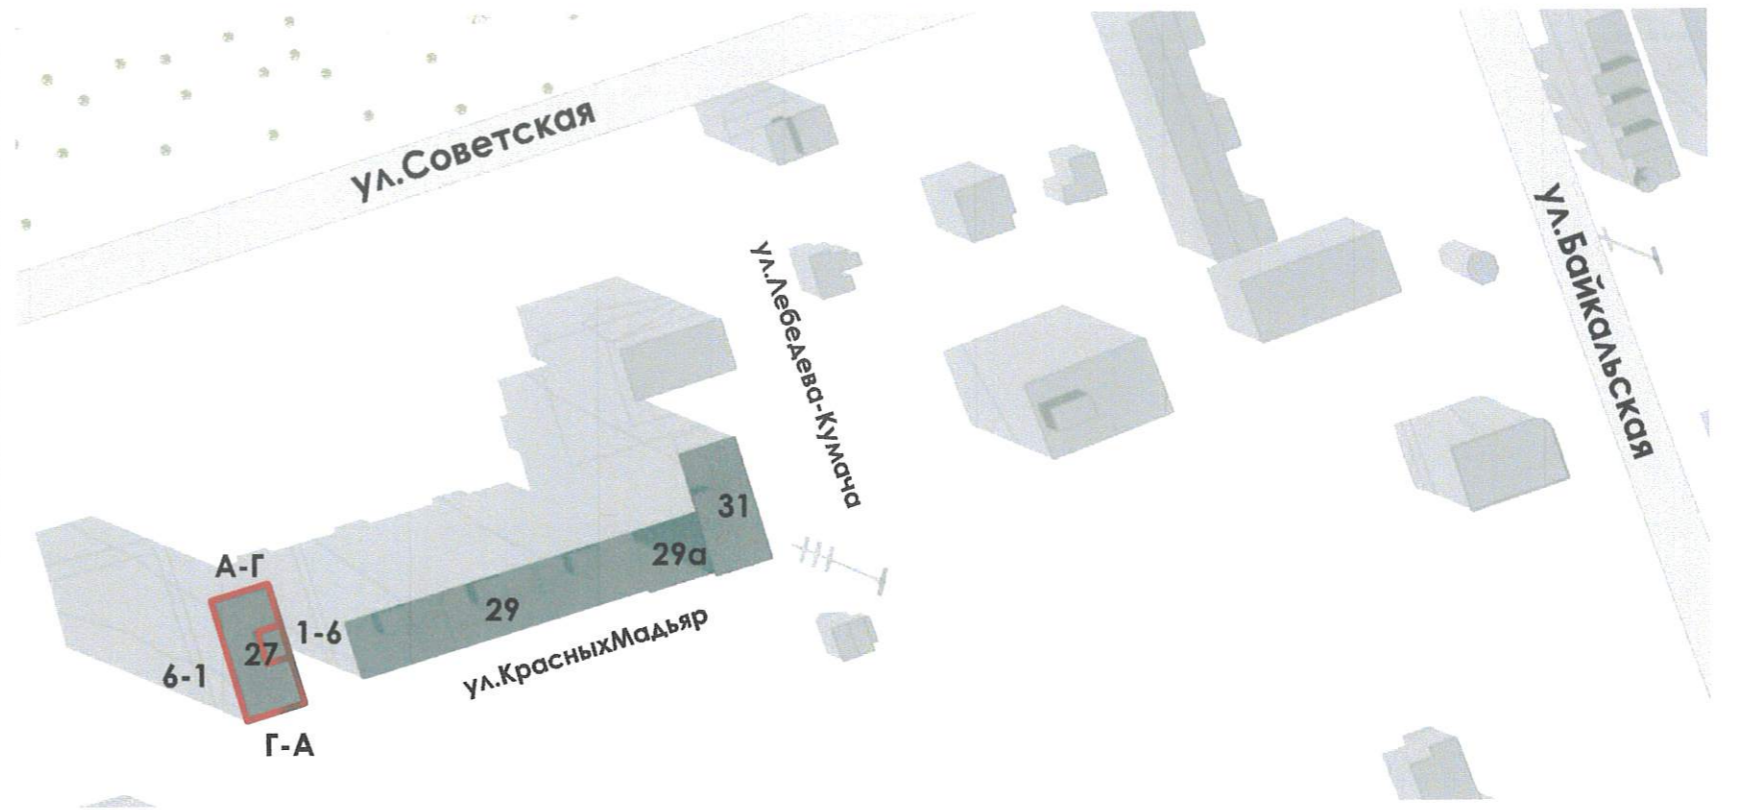 ул.Советская
ул.Байкальская
ул.Лебедева-Кумача
31
29а
29
ул.КрасныхМадьяр
А-Г
1-6
27
6-1
Г-А